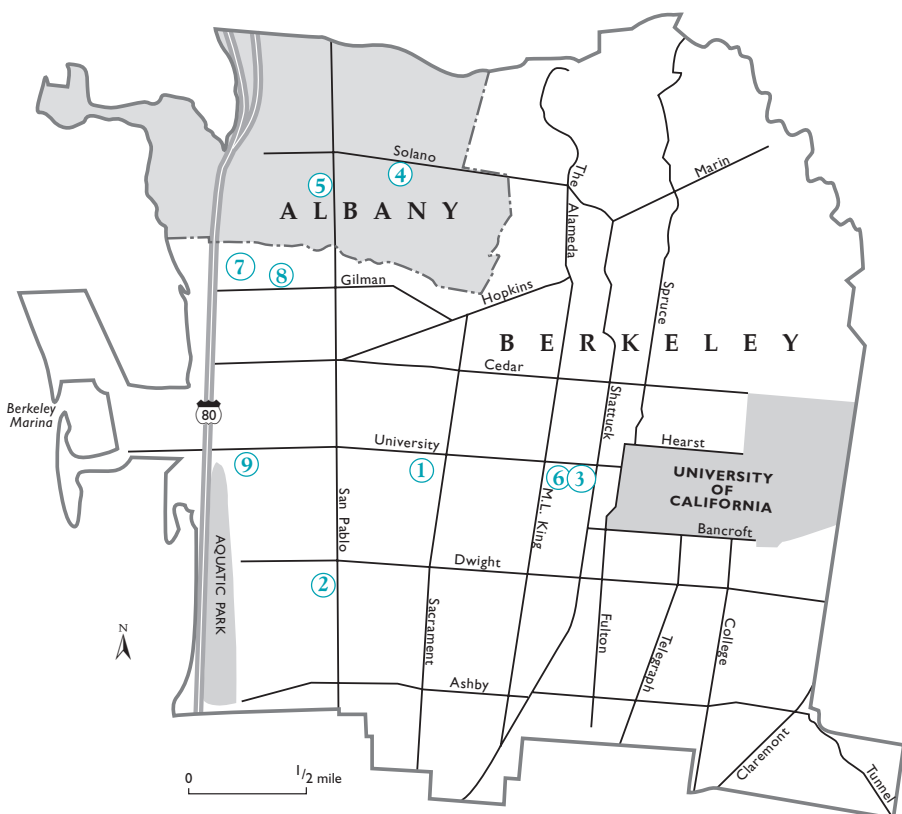 Solano
Marin
4
5
The Alameda
A L B A N Y
7
8
Gilman
Hopkins
Spruce
B E R K E L E Y
Cedar
Berkeley
Marina
80
Shattuck
University
Hearst
9
1
6
3
UNIVERSITY
OF
CALIFORNIA
San Pablo
M.L. King
Bancroft
AQUATIC PARK
Dwight
2
N
Sacrament
Fulton
Telegraph
College
Ashby
Claremont
Tunnel
0
1/2 mile